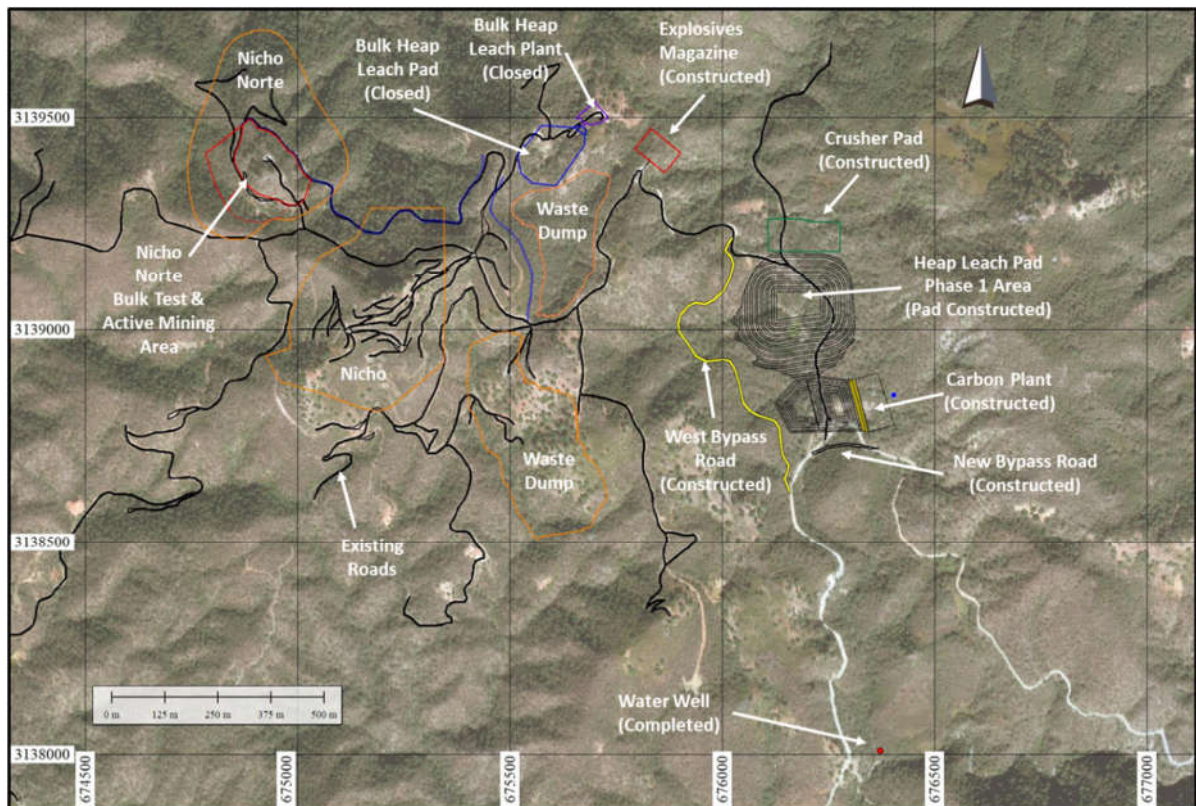 Nicho
Norte
Bulk Heap
Leach Pad
(Closed)
Bulk Heap
Leach Plant
(Closed)
Explosives
Magazine
(Constructed)
Crusher Pad
(Constructed)
3139500
Waste
Dump
Nicho
Norte
Bulk Test &
Active Mining
Area
Heap Leach Pad
Phase 1 Area
(Pad Constructed)
3139000
Nicho
Carbon Plant
(Constructed)
West Bypass
Road
(Constructed)
New Bypass Road
(Constructed)
Waste
Dump
3138500
Existing
Roads
0 m
125 m
250 m
375 m
500 m
Water Well
(Completed)
3138000
674500
675000
675500
676000
676500
677000